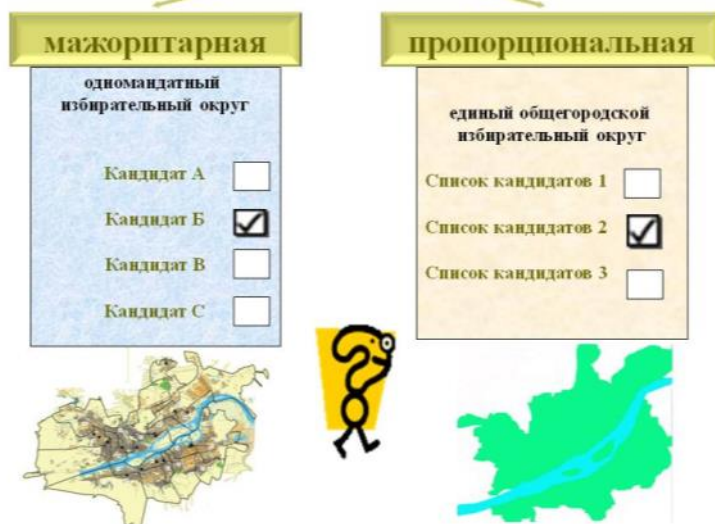 мажоритарная
одномандатный
избирательный округ
Кандидат А
Кандидат Б
Кандидат В
Кандидат С
пропорциональная
единый общегородской
избирательный округ
Список кандидатов 1
Список кандидатов 2
Список кандидатов 3